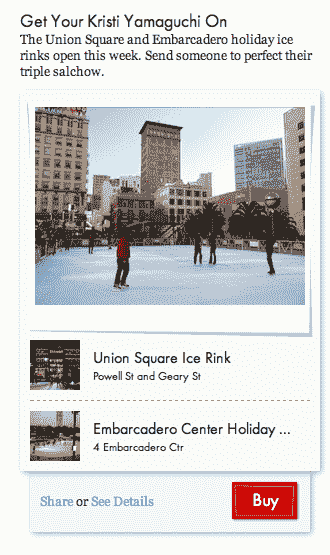 Get Your Kristi Yamaguchi On
The Union Square and Embarcadero holiday ice
rinks open this week. Send someone to perfect their
triple salchow.
Union Square Ice Rink
Powell St and Geary St
Embarcadero Center Holiday ...
4 Embarcadero Ctr
Share or See Details
Buy